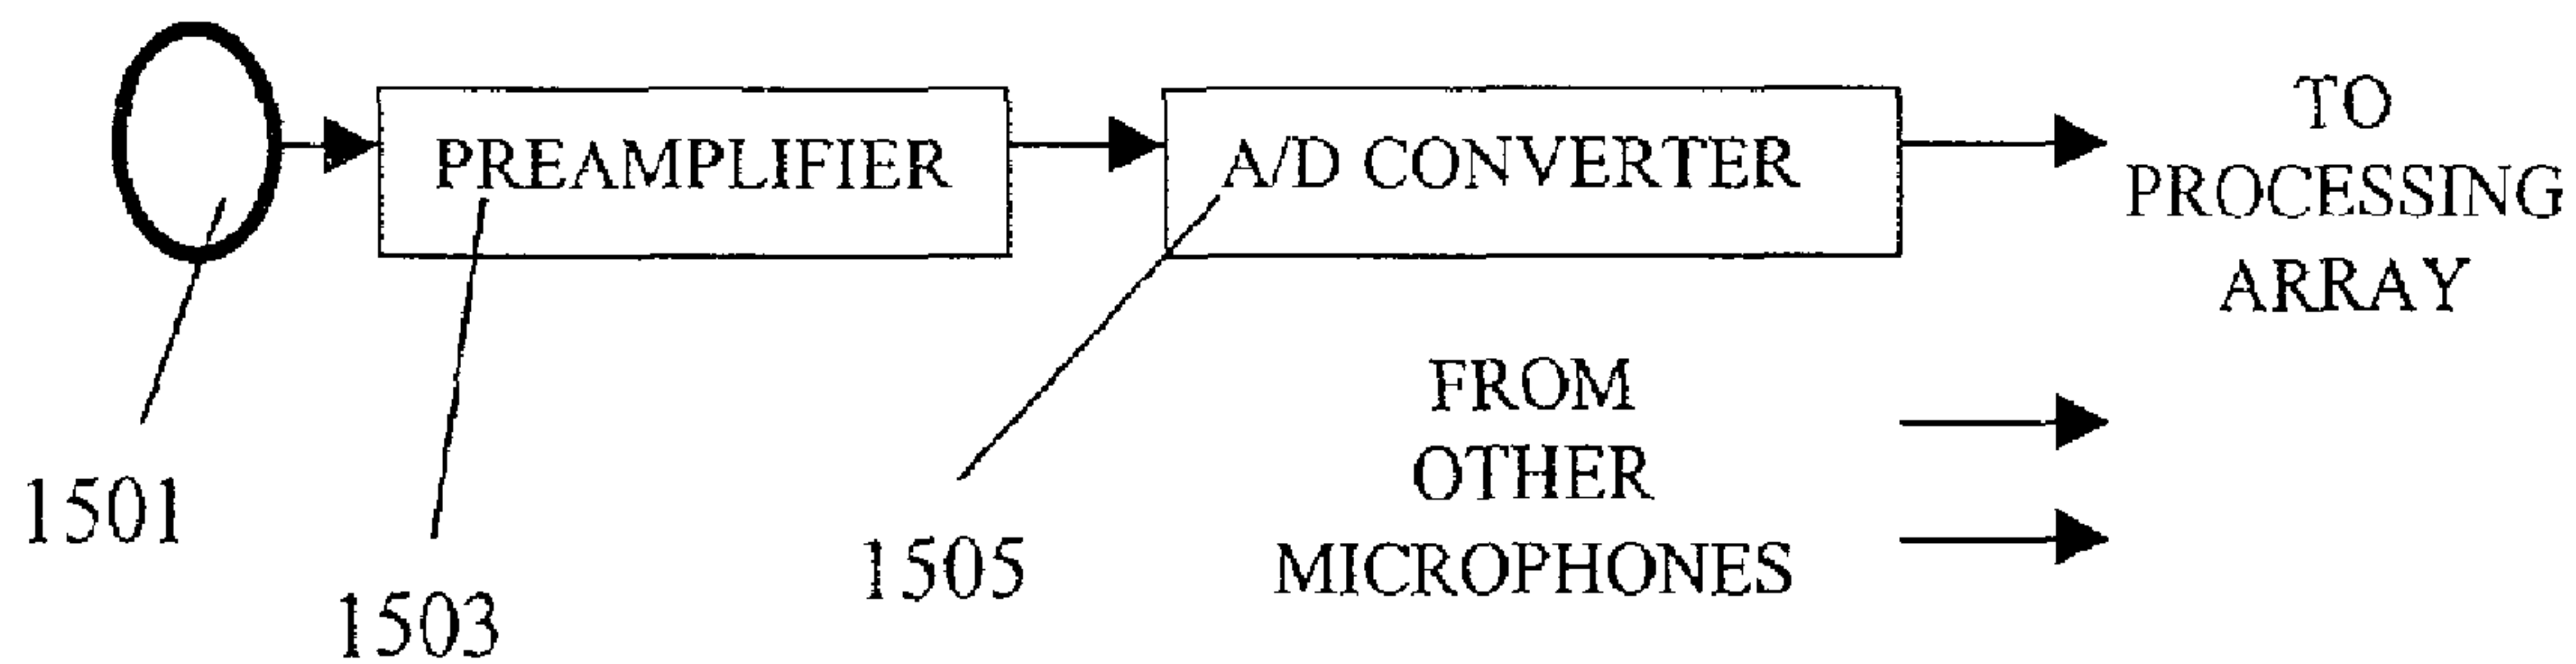 PREAMPLIFIER
A/D CONVERTER
TO
PROCESSING
ARRAY
FROM
OTHER
MICROPHONES
1501
1503
1505